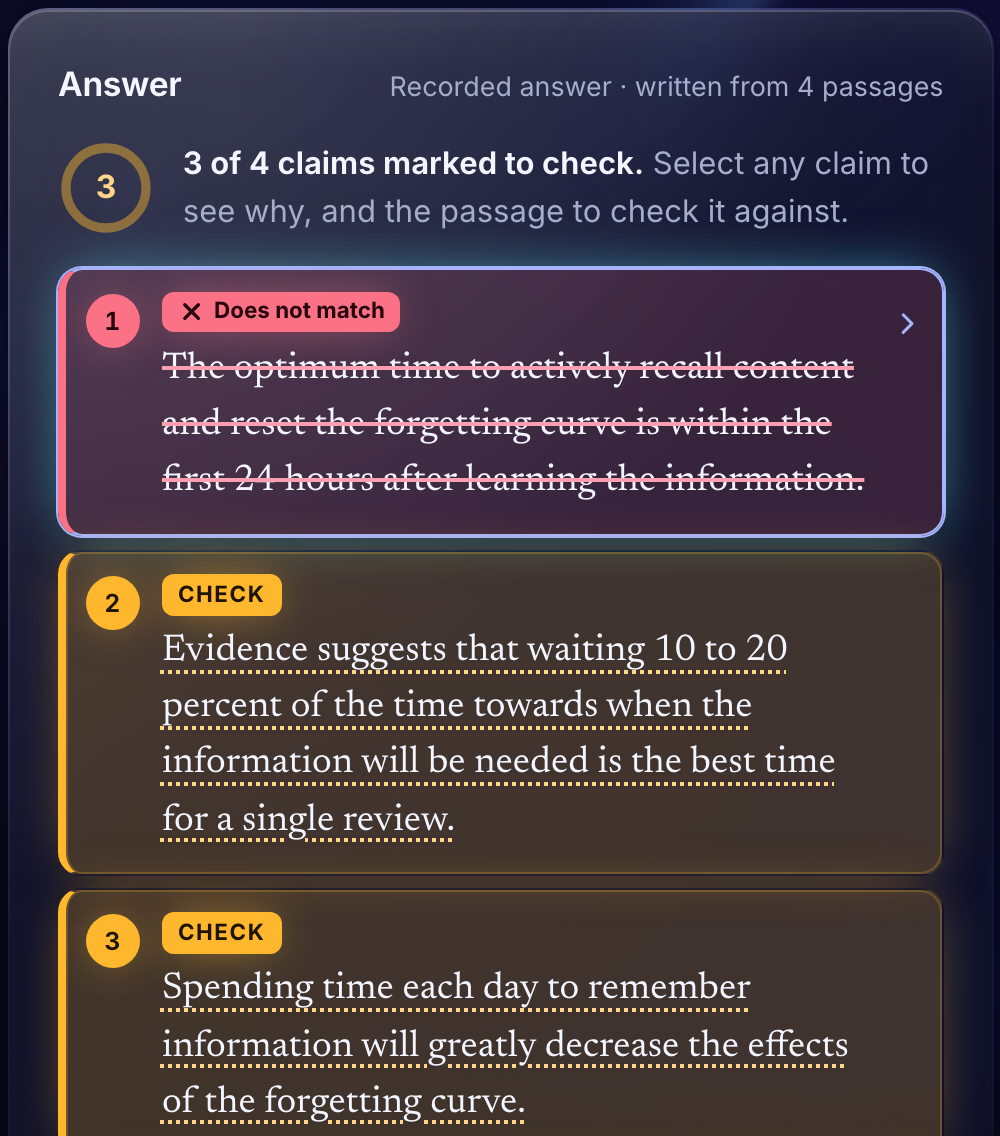 Answer
Recorded answer · written from 4 passages
3
3 of 4 claims marked to check. Select any claim to
see why, and the passage to check it against.
1
Does not match
The optimum time to actively recall content
and reset the forgetting curve is within the
first 24 hours after learning the information.
2
CHECK
Evidence suggests that waiting 10 to 20
percent of the time towards when the
information will be needed is the best time
for a single review.
3
CHECK
Spending time each day to remember
information will greatly decrease the effects
of the forgetting curve.